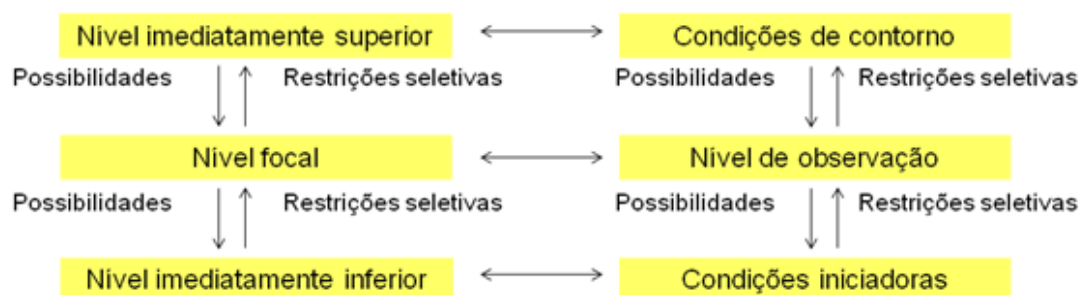 Nível imediatamente superior Condições de contorno
Possibilidades Restrições seletivas Possibilidades Restrições seletivas
Nível focal Nível de observação
Possibilidades Restrições seletivas Possibilidades Restrições seletivas
Nível imediatamente inferior Condições iniciadoras